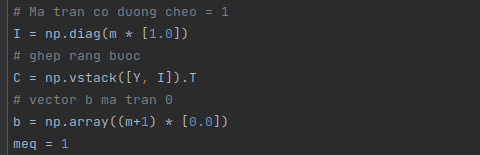 # Ma tran co duong cheo = 1
I = np.diag(m * [1.0])
# ghep rang buoc
C = np.vstack([Y, I]).T
# vector b ma tran 0
b = np.array((m+1) * [0.0])
meq = 1